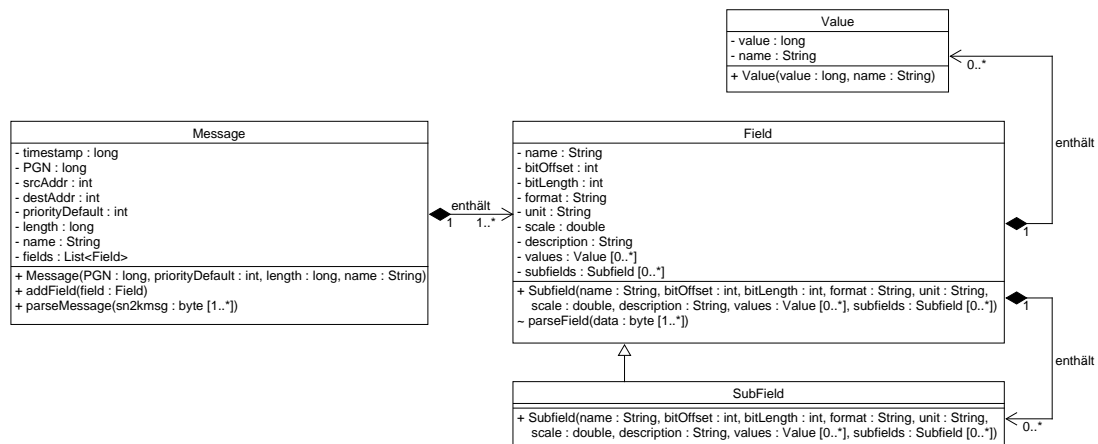 Value
- value : long
- name : String
+ Value(value : long, name : String)
0..*
enthält
1
Message
- timestamp : long
- PGN : long
- srcAddr : int
- destAddr : int
- priorityDefault : int
- length : long
- name : String
- fields : List<Field>
+ Message(PGN : long, priorityDefault : int, length : long, name : String)
+ addField(field : Field)
+ parseMessage(sn2kmsg : byte [1..*])
enthält
1
1..*
Field
- name : String
- bitOffset : int
- bitLength : int
- format : String
- unit : String
- scale : double
- description : String
- values : Value [0..*]
- subfields : Subfield [0..*]
+ Subfield(name : String, bitOffset : int, bitLength : int, format : String, unit : String,
scale : double, description : String, values : Value [0..*], subfields : Subfield [0..*])
~ parseField(data : byte [1..*])
1
enthält
0..*
SubField
+ Subfield(name : String, bitOffset : int, bitLength : int, format : String, unit : String,
scale : double, description : String, values : Value [0..*], subfields : Subfield [0..*])